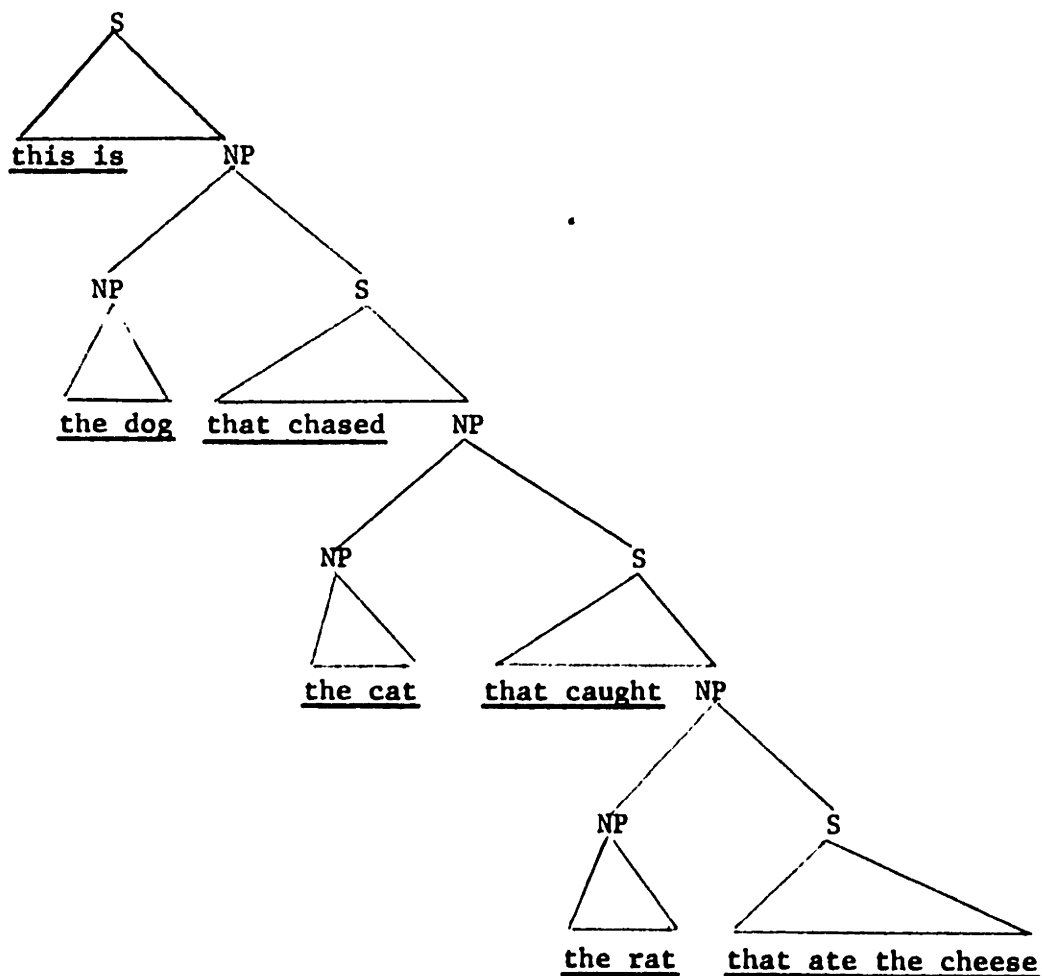 S
this is NP
NP S
the dog that chased NP
NP S
the cat that caught NP
NP S
the rat that ate the cheese